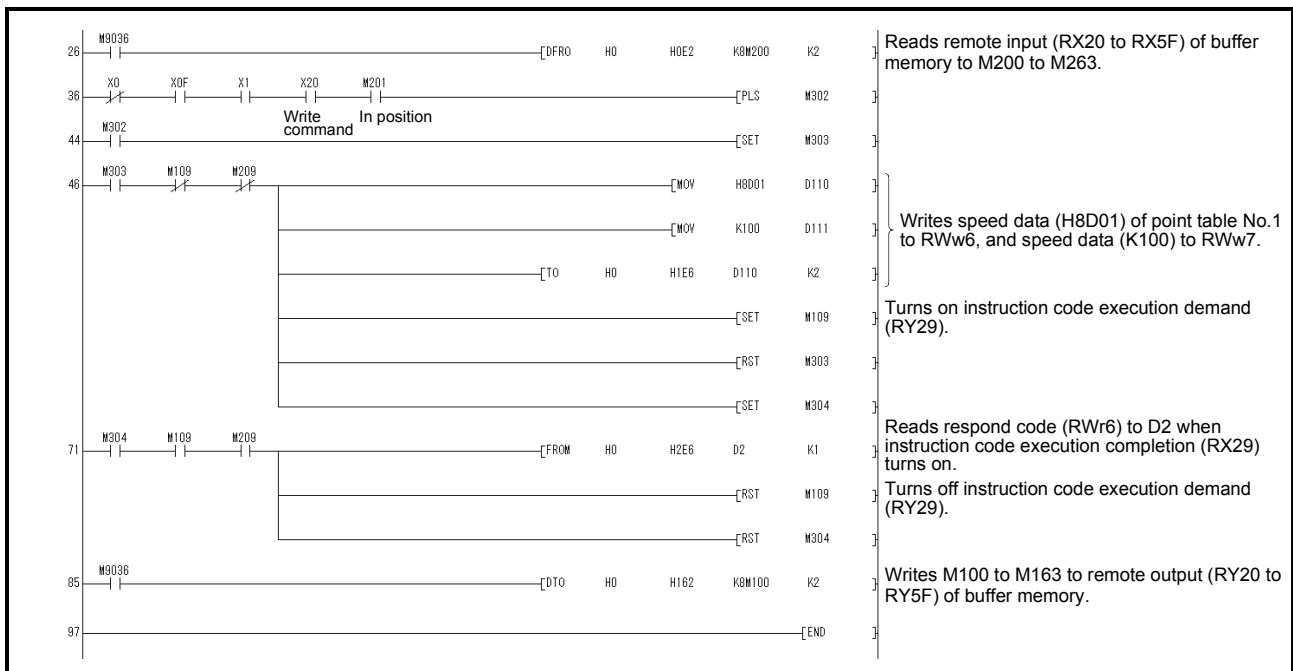 M9036
26 [DFRO H0 H0E2 K8M200 K2 ]
Reads remote input (RX20 to RX5F) of buffer
memory to M200 to M263.
X0 X0F X1 X20 M201
36 [PLS M302 ]
Write
command In position
M302
44 [SET M303 ]
M303 M109 M209
46 [MOV H8D01 D110 ]
[MOV K100 D111 ]
Writes speed data (H8D01) of point table No.1
to RWw6, and speed data (K100) to RWw7.
[TO H0 H1E6 D110 K2 ]
[SET M109 ]
Turns on instruction code execution demand
(RY29).
[RST M303 ]
[SET M304 ]
M304 M109 M209
71 [FROM H0 H2E6 D2 K1 ]
Reads respond code (RWr6) to D2 when
instruction code execution completion (RX29)
turns on.
[RST M109 ]
Turns off instruction code execution demand
(RY29).
[RST M304 ]
M9036
85 [DTO H0 H162 K8M100 K2 ]
Writes M100 to M163 to remote output (RY20 to
RY5F) of buffer memory.
97 [END ]